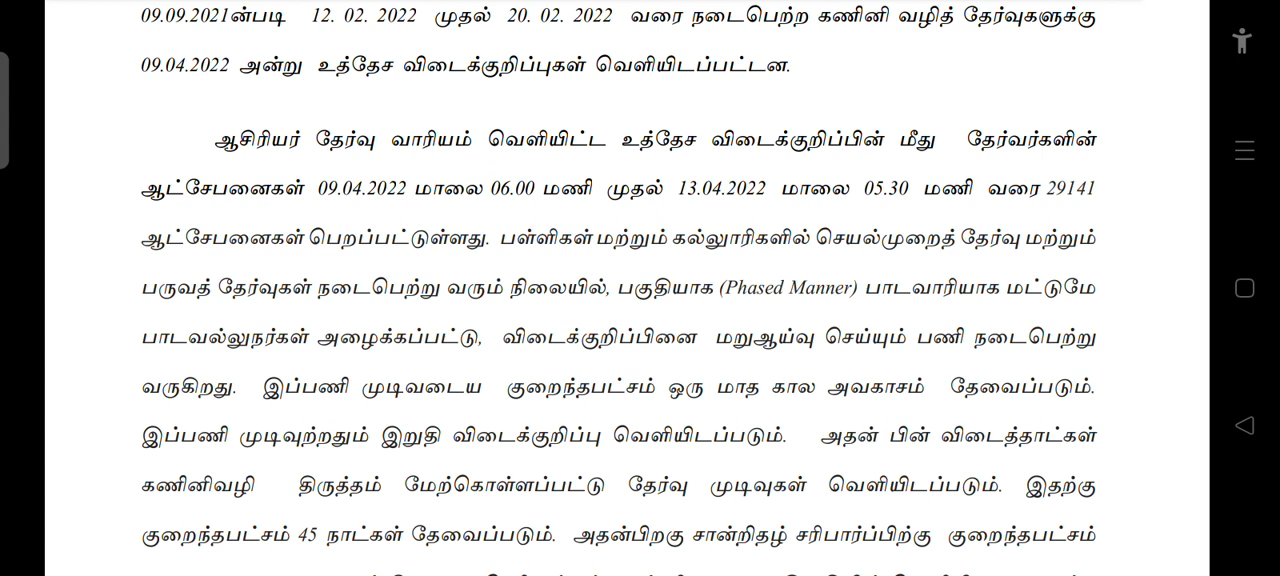 09.09.2021ன்படி 12. 02. 2022 முதல் 20. 02. 2022 வரை நடைபெற்ற கணினி வழித் தேர்வுகளுக்கு
09.04.2022 அன்று உத்தேச விடைக்குறிப்புகள் வெளியிடப்பட்டன.
ஆசிரியர் தேர்வு வாரியம் வெளியிட்ட உத்தேச விடைக்குறிப்பின் மீது தேர்வர்களின்
ஆட்சேபனைகள் 09.04.2022 மாலை 06.00 மணி முதல் 13.04.2022 மாலை 05.30 மணி வரை 29141
ஆட்சேபனைகள் பெறப்பட்டுள்ளது. பள்ளிகள் மற்றும் கல்லூரிகளில் செயல்முறைத் தேர்வு மற்றும்
பருவத் தேர்வுகள் நடைபெற்று வரும் நிலையில், பகுதியாக (Phased Manner) பாடவாரியாக மட்டுமே
பாடவல்லுநர்கள் அழைக்கப்பட்டு, விடைக்குறிப்பினை மறுஆய்வு செய்யும் பணி நடைபெற்று
வருகிறது. இப்பணி முடிவடைய குறைந்தபட்சம் ஒரு மாத கால அவகாசம் தேவைப்படும்.
இப்பணி முடிவுற்றதும் இறுதி விடைக்குறிப்பு வெளியிடப்படும். அதன் பின் விடைத்தாட்கள்
கணினிவழி திருத்தம் மேற்கொள்ளப்பட்டு தேர்வு முடிவுகள் வெளியிடப்படும். இதற்கு
குறைந்தபட்சம் 45 நாட்கள் தேவைப்படும். அதன்பிறகு சான்றிதழ் சரிபார்ப்பிற்கு குறைந்தபட்சம்